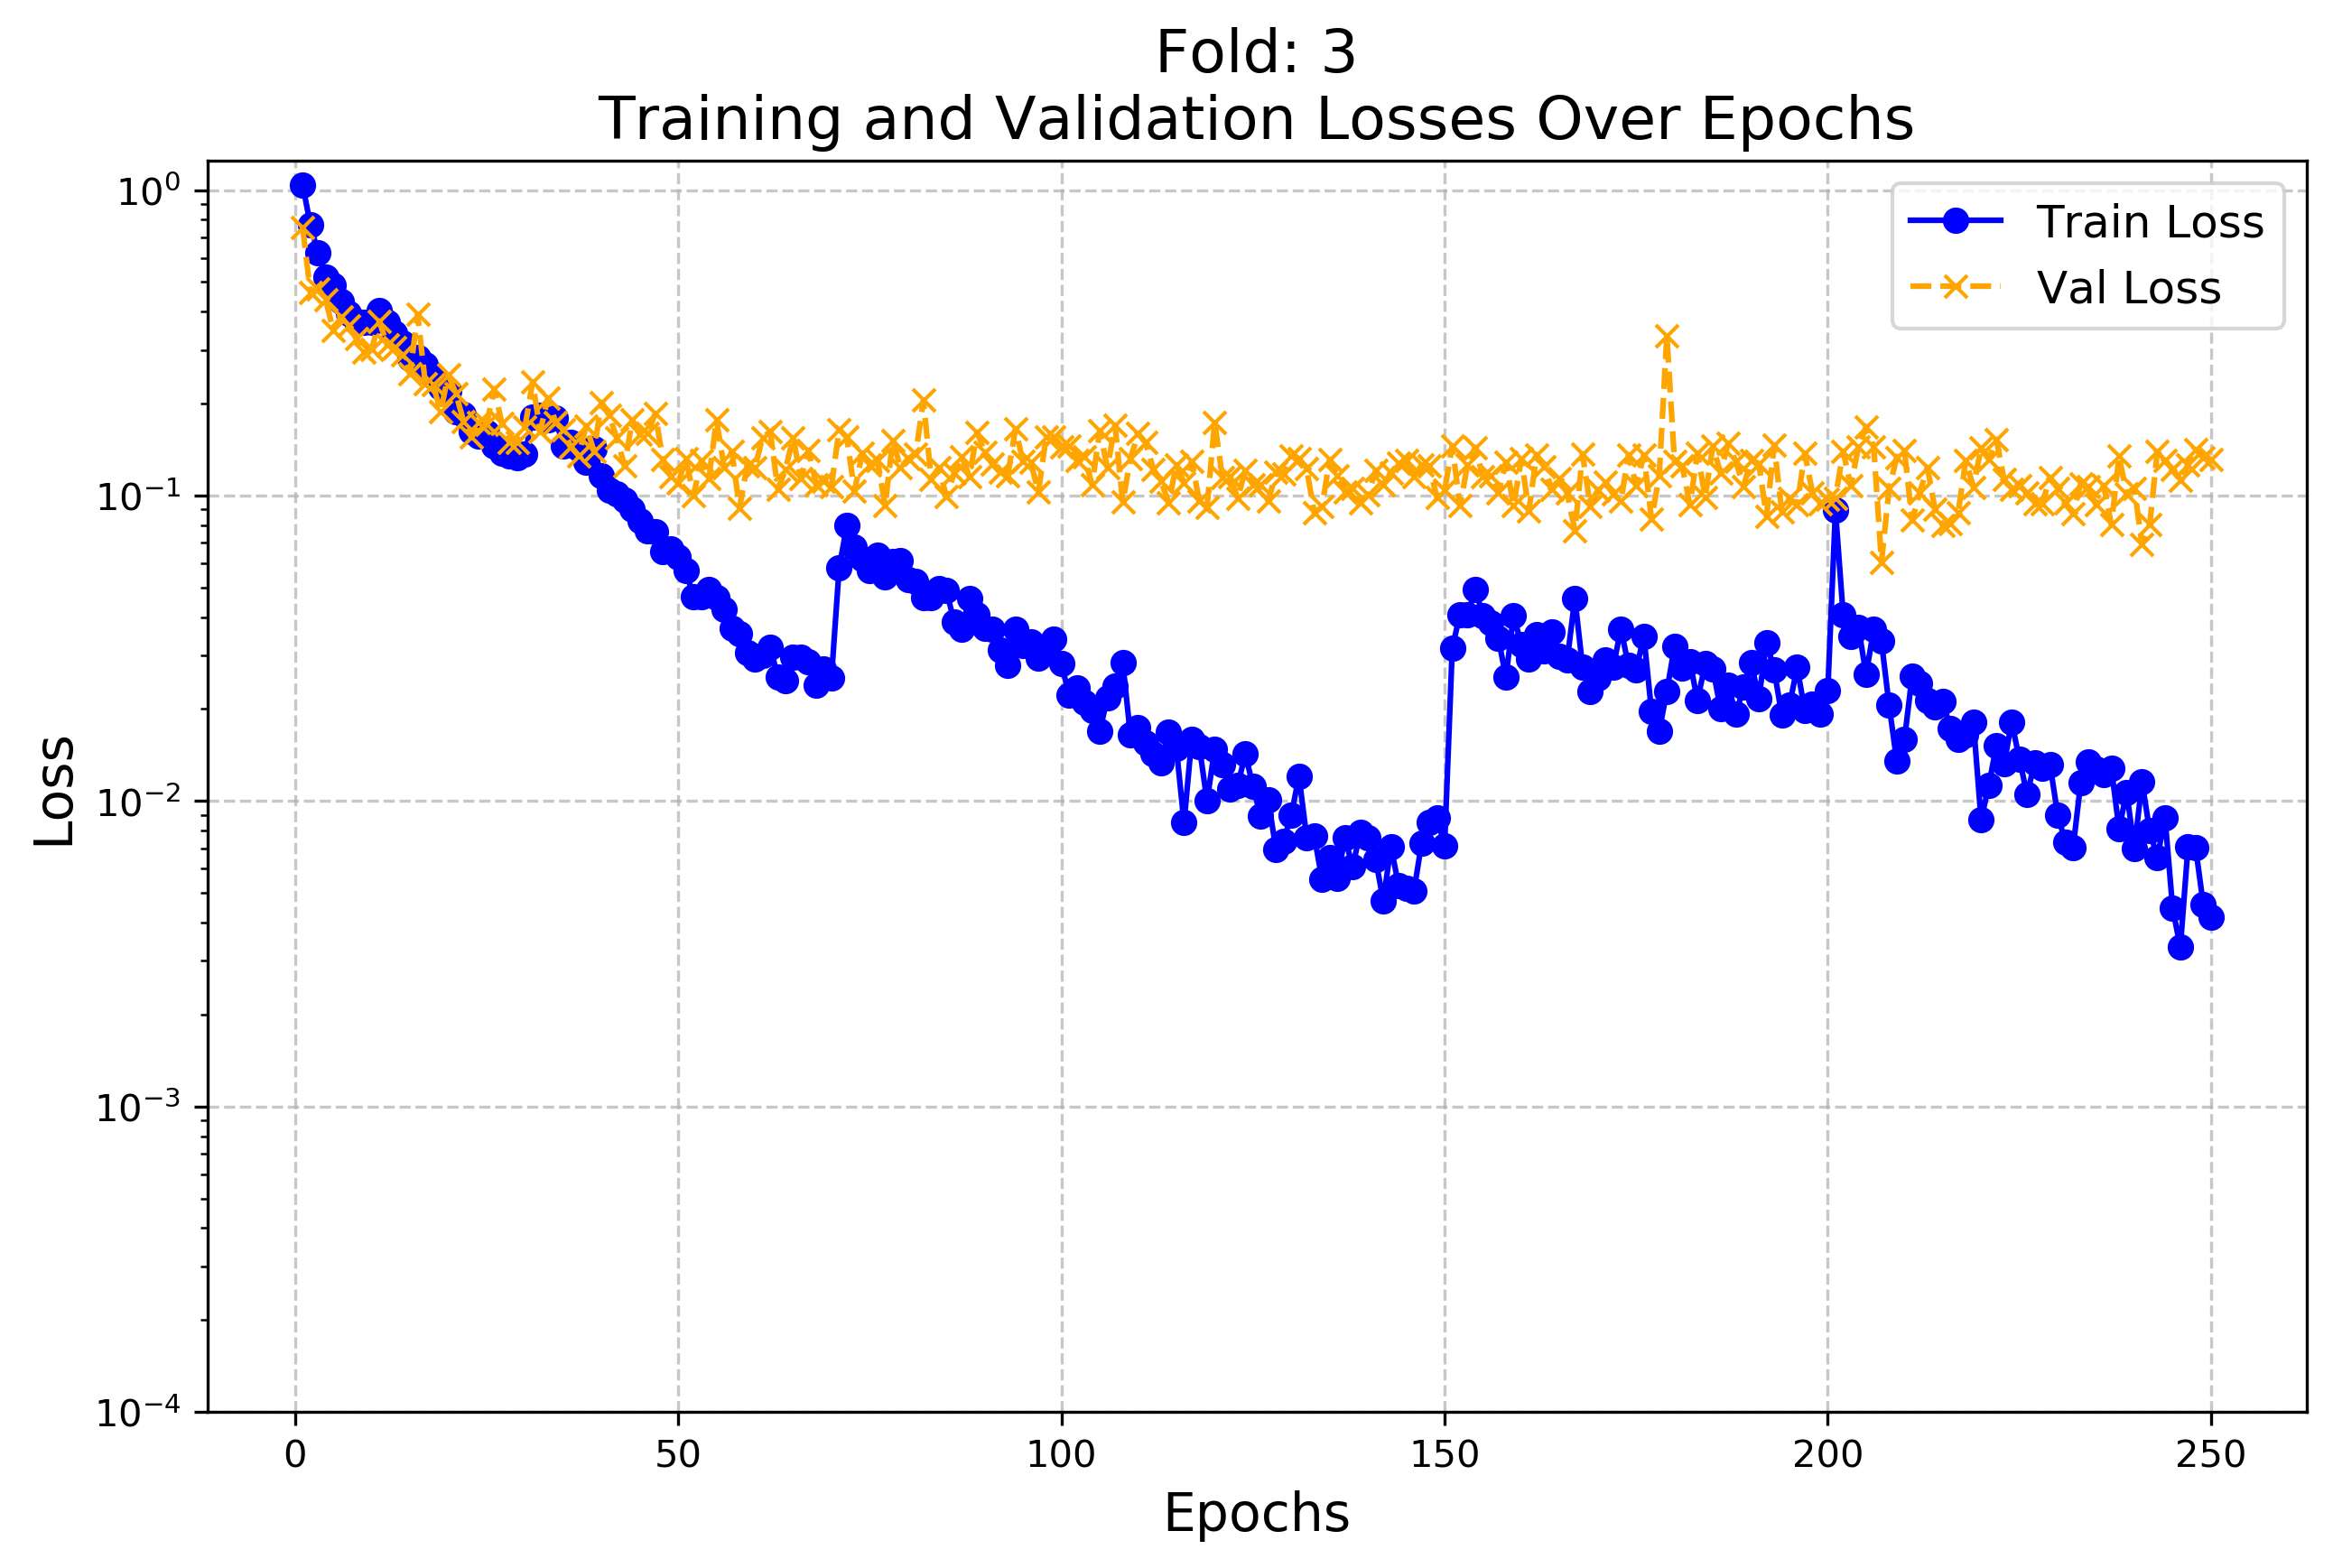 Fold: 3
Training and Validation Losses Over Epochs
Train Loss
Val Loss
Loss
10⁰
10⁻¹
10⁻²
10⁻³
10⁻⁴
0 50 100 150 200 250
Epochs